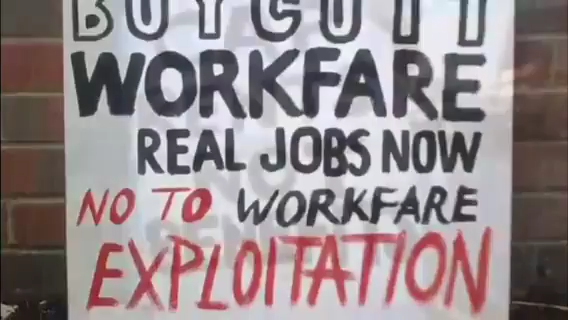 BOYCOTT
WORKFARE
REAL JOBS NOW
NO TO WORKFARE
EXPLOITATION